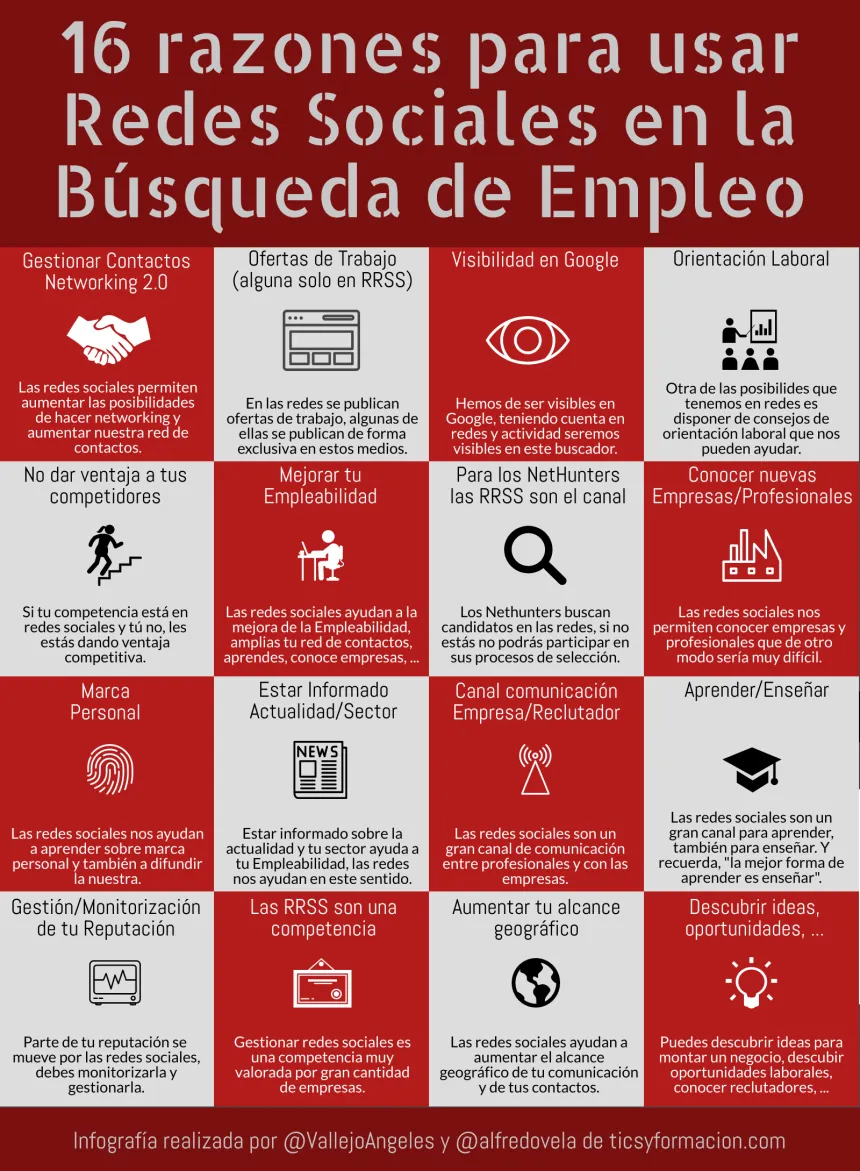 16 razones para usar
Redes Sociales en la
Búsqueda de Empleo
Gestionar Contactos
Networking 2.0
Las redes sociales permiten
aumentar las posibilidades
de hacer networking y
aumentar nuestra red de
contactos.
Ofertas de Trabajo
(alguna solo en RRSS)
En las redes se publican
ofertas de trabajo, algunas de
ellas se publican de forma
exclusiva en estos medios.
Visibilidad en Google
Hemos de ser visibles en
Google, teniendo cuenta en
redes y actividad seremos
visibles en este buscador.
Orientación Laboral
Otra de las posibilides que
tenemos en redes es
disponer de consejos de
orientación laboral que nos
pueden ayudar.
No dar ventaja a tus
competidores
Si tu competencia está en
redes sociales y tú no, les
estás dando ventaja
competitiva.
Mejorar tu
Empleabilidad
Las redes sociales ayudan a la
mejora de la Empleabilidad,
amplias tu red de contactos,
aprendes, conoce empresas, ...
Para los NetHunters
las RRSS son el canal
Los Nethunters buscan
candidatos en las redes, si no
estás no podrás participar en
sus procesos de selección.
Conocer nuevas
Empresas/Profesionales
Las redes sociales nos
permiten conocer empresas y
profesionales que de otro
modo sería muy difícil.
Marca
Personal
Las redes sociales nos ayudan
a aprender sobre marca
personal y también a difundir
la nuestra.
Estar Informado
Actualidad/Sector
NEWS
Estar informado sobre la
actualidad y tu sector ayuda a
tu Empleabilidad, las redes
nos ayudan en este sentido.
Canal comunicación
Empresa/Reclutador
Las redes sociales son un
gran canal de comunicación
entre profesionales y con las
empresas.
Aprender/Enseñar
Las redes sociales son un
gran canal para aprender,
también para enseñar. Y
recuerda, "la mejor forma de
aprender es enseñar".
Gestión/Monitorización
de tu Reputación
Parte de tu reputación se
mueve por las redes sociales,
debes monitorizarla y
gestionarla.
Las RRSS son una
competencia
Gestionar redes sociales es
una competencia muy
valorada por gran cantidad
de empresas.
Aumentar tu alcance
geográfico
Las redes sociales ayudan a
aumentar el alcance
geográfico de tu comunicación
y de tus contactos.
Descubrir ideas,
oportunidades, ...
Puedes descubrir ideas para
montar un negocio, descubir
oportunidades laborales,
conocer reclutadores, ...
Infografía realizada por @VallejoAngeles y @alfredovela de ticsyformacion.com